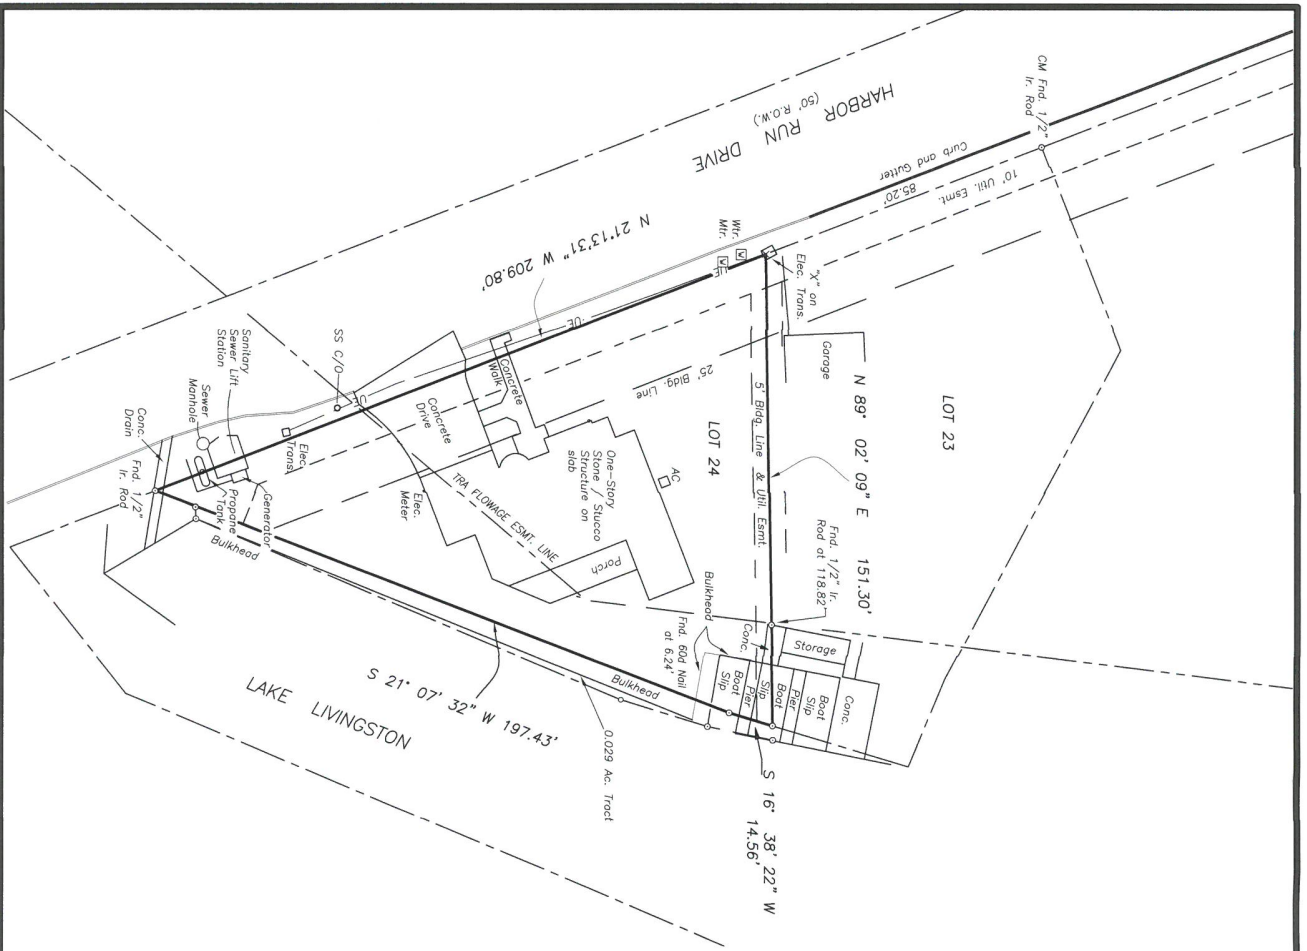 CM Fnd. 1/2"
Ir. Rod
HARBOR RUN DRIVE
(50' R.O.W.)
Curb and Gutter
85.20'
10' Util. Esmt.
N 21°13'31" W 209.80'
Wtr.
Mtr.
W
W
UE
"X" on
Elec. Trans.
Garage
LOT 23
N 89° 02' 09" E 151.30'
5' Bldg. Line & Util. Esmt.
LOT 24
25' Bldg. Line
UE
UE
SS C/O
Concrete
Walk
Concrete
Drive
One-Story
Stone / Stucco
Structure on
slab
AC
Porch
TRA FLOWAGE ESMT. LINE
Elec.
Meter
Elec.
Trans.
Sanitary
Sewer Lift
Station
Sewer
Manhole
Conc.
Drain
Fnd. 1/2"
Ir. Rod
Propane
Tank
Generator
Bulkhead
Fnd. 1/2" Ir.
Rod at 118.82'
Storage
Conc.
Boat
Slip
Pier
Boat
Slip
Pier
Boat
Slip
Conc.
Bulkhead
Fnd. 60d Nail
at 6.24'
Bulkhead
S 16° 38' 22" W
14.56'
0.029 Ac. Tract
S 21° 07' 32" W 197.43'
LAKE LIVINGSTON